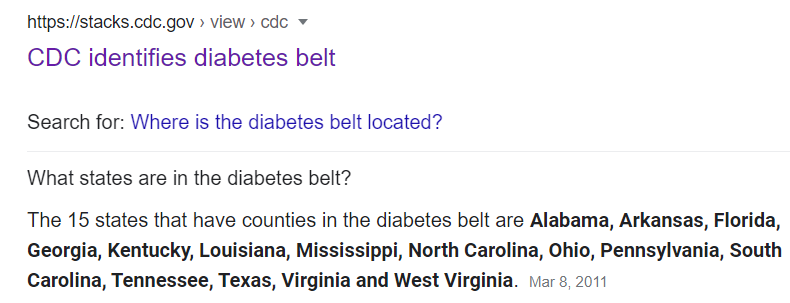 https://stacks.cdc.gov › view › cdc
CDC identifies diabetes belt
Search for: Where is the diabetes belt located?
What states are in the diabetes belt?
The 15 states that have counties in the diabetes belt are Alabama, Arkansas, Florida,
Georgia, Kentucky, Louisiana, Mississippi, North Carolina, Ohio, Pennsylvania, South
Carolina, Tennessee, Texas, Virginia and West Virginia. Mar 8, 2011